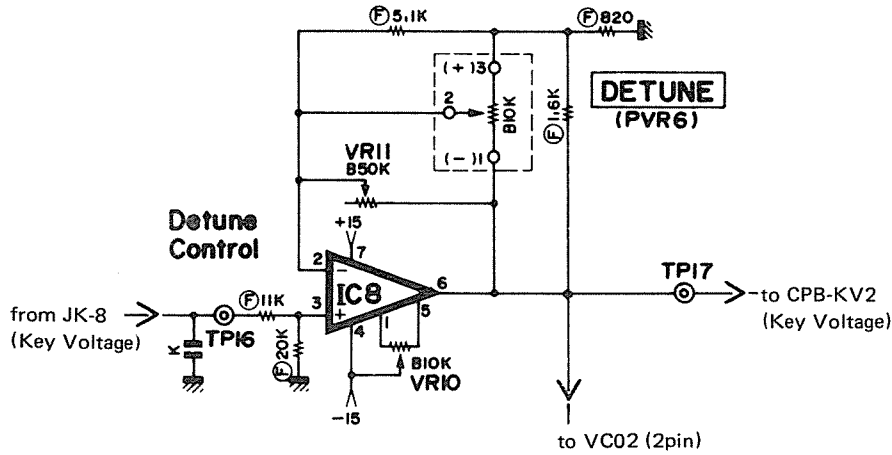 Ⓕ5.1K
Ⓕ820
(+)3
2
B10K
(-)1
Ⓕ1.6K
DETUNE
(PVR6)
VR11
B50K
+15
7
Detune
Control
2
-
IC8
6
3
+
1
5
4
TP17
to CPB-KV2
(Key Voltage)
from JK-8
(Key Voltage)
Ⓕ11K
TP16
K
Ⓕ20K
B10K
VR10
-15
to VC02 (2pin)